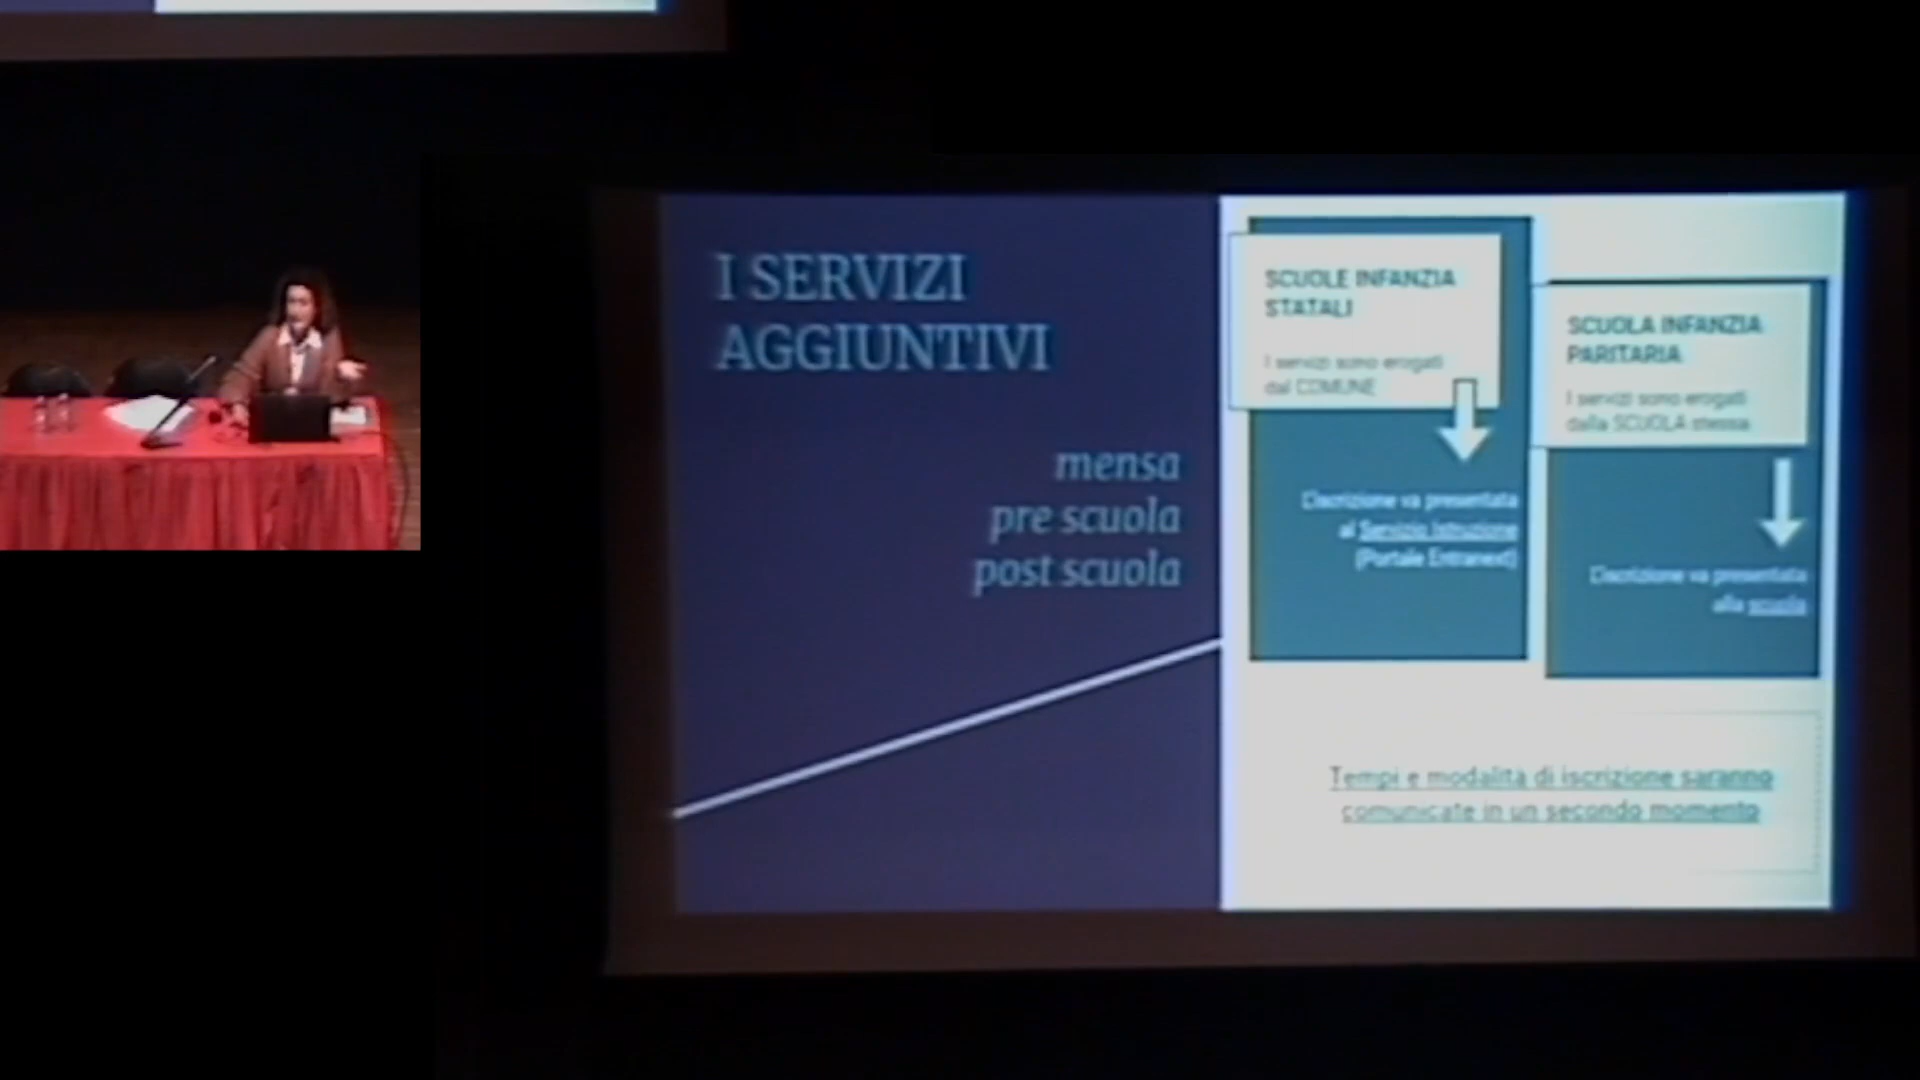 I SERVIZI
AGGIUNTIVI
mensa
pre scuola
post scuola
SCUOLE INFANZIA
STATALI
I servizi sono erogati
dal COMUNE
L'iscrizione va presentata
al Servizio Istruzione
(Portale Entranext)
SCUOLA INFANZIA
PARITARIA
I servizi sono erogati
dalla SCUOLA stessa
L'iscrizione va presentata
alla scuola
Tempi e modalità di iscrizione saranno
comunicate in un secondo momento